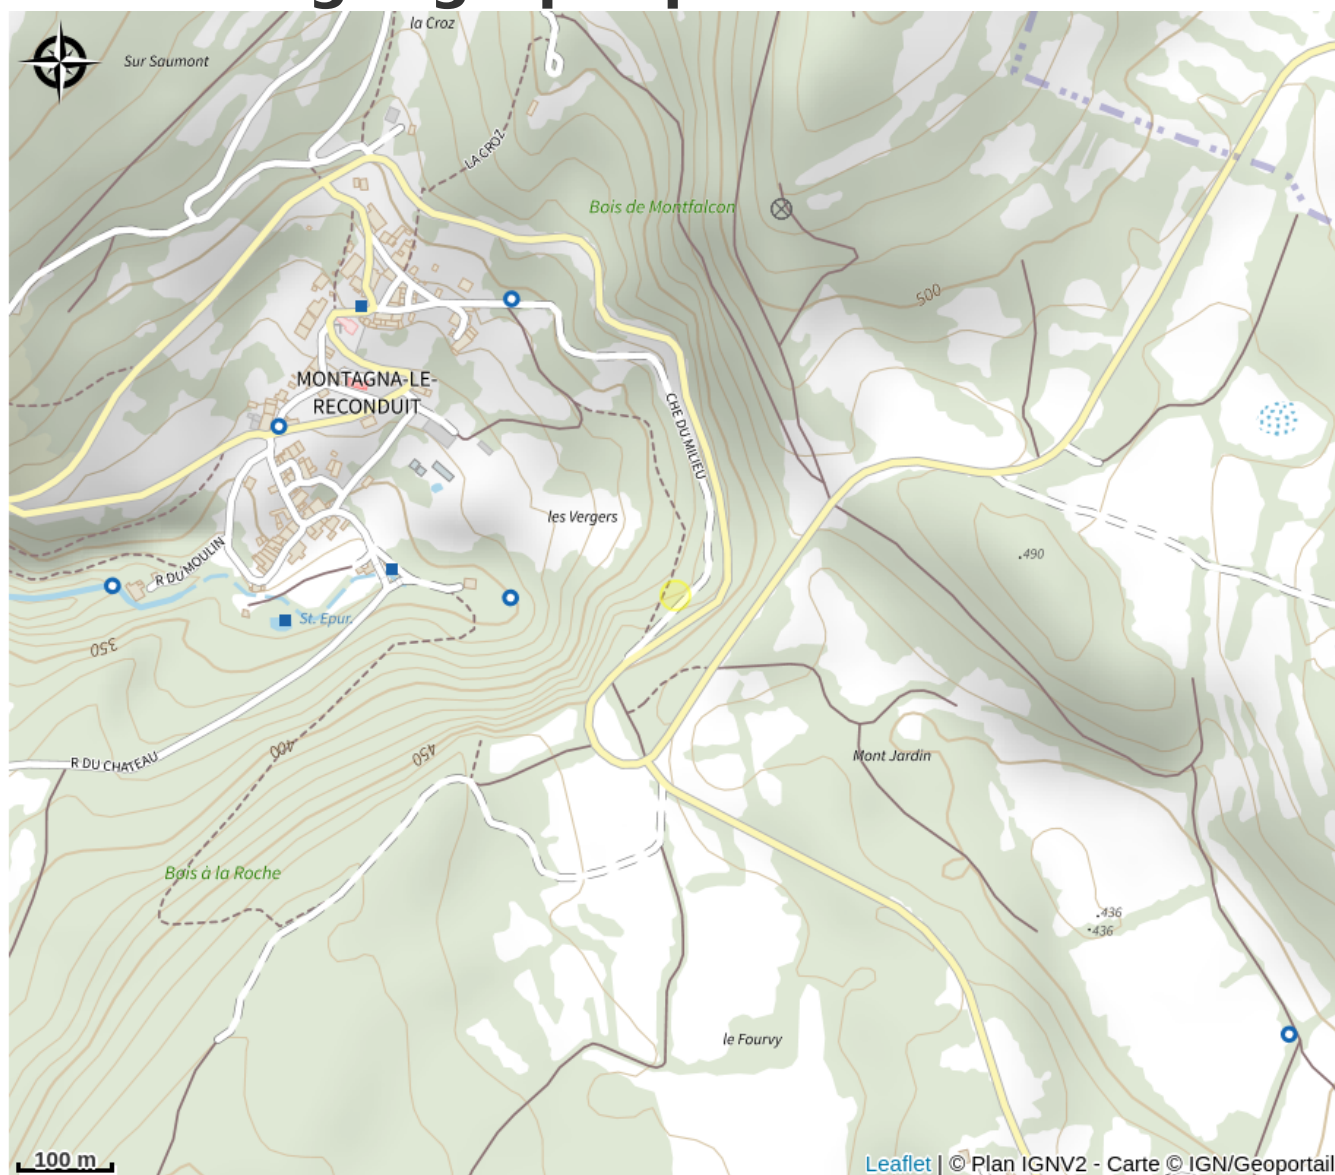 la Croz
Sur Saumont
LA CROZ
Bois de Montfalcon
500
MONTAGNA-LE-
RECONDUIT
CHE DU MILIEU
les Vergers
490
R DU MOULIN
St. Epur.
350
R DU CHATEAU
400
450
Mont Jardin
Bois à la Roche
436
436
le Fourvy
100 m
Leaflet | © Plan IGNV2 - Carte © IGN/Geoportail